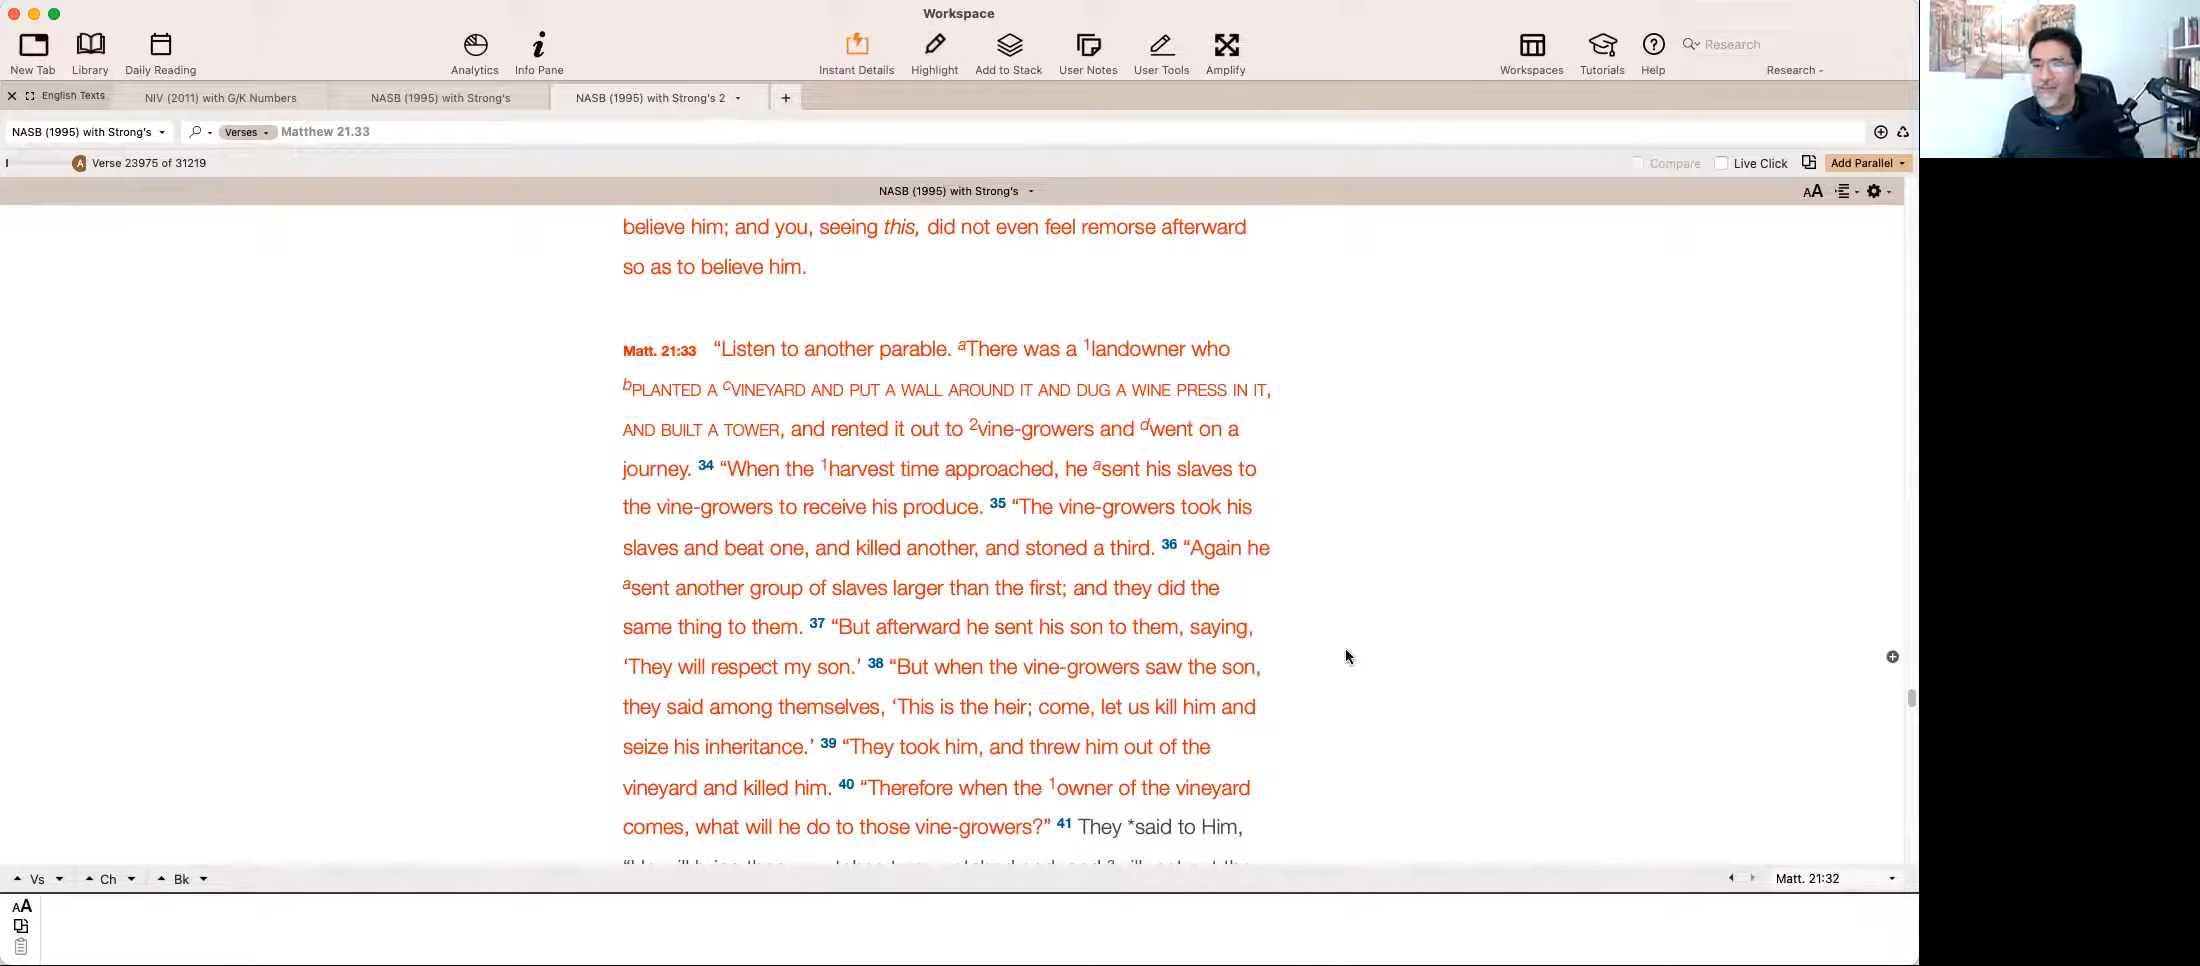 Workspace
New Tab Library Daily Reading Analytics Info Pane Instant Details Highlight Add to Stack User Notes User Tools Amplify Workspaces Tutorials Help Research
Research -
English Texts NIV (2011) with G/K Numbers NASB (1995) with Strong's NASB (1995) with Strong's 2 +
NASB (1995) with Strong's Verses Matthew 21.33
A Verse 23975 of 31219 Compare Live Click Add Parallel
NASB (1995) with Strong's AA
believe him; and you, seeing this, did not even feel remorse afterward
so as to believe him.
Matt. 21:33 “Listen to another parable. aThere was a 1landowner who
bPLANTED A cVINEYARD AND PUT A WALL AROUND IT AND DUG A WINE PRESS IN IT,
AND BUILT A TOWER, and rented it out to 2vine-growers and dwent on a
journey. 34 “When the 1harvest time approached, he asent his slaves to
the vine-growers to receive his produce. 35 “The vine-growers took his
slaves and beat one, and killed another, and stoned a third. 36 “Again he
asent another group of slaves larger than the first; and they did the
same thing to them. 37 “But afterward he sent his son to them, saying,
‘They will respect my son.’ 38 “But when the vine-growers saw the son,
they said among themselves, ‘This is the heir; come, let us kill him and
seize his inheritance.’ 39 “They took him, and threw him out of the
vineyard and killed him. 40 “Therefore when the 1owner of the vineyard
comes, what will he do to those vine-growers?” 41 They *said to Him,
Vs Ch Bk Matt. 21:32
AA